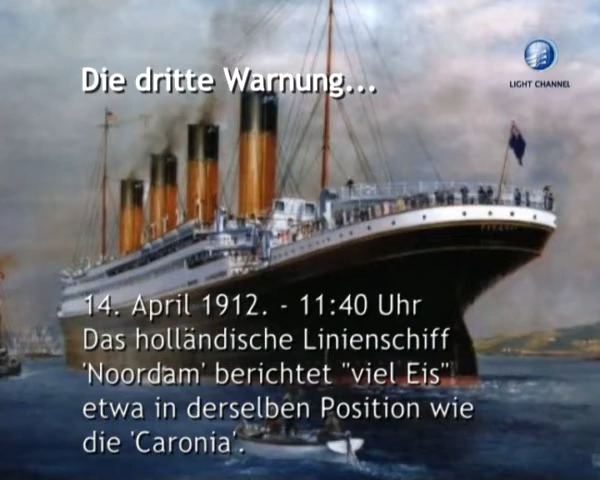 Die dritte Warnung...
LIGHT CHANNEL
14. April 1912. - 11:40 Uhr
Das holländische Linienschiff
'Noordam' berichtet "viel Eis"
etwa in derselben Position wie
die 'Caronia'.